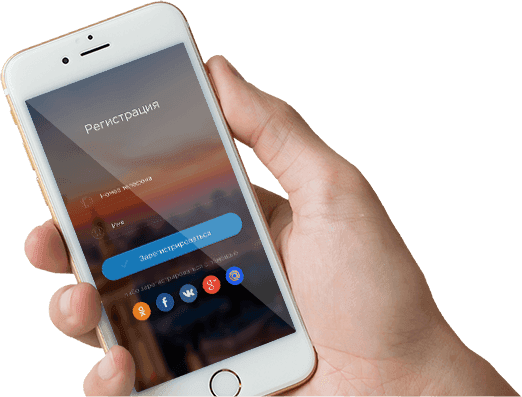 Регистрация
Номер телефона
Имя
Зарегистрироваться